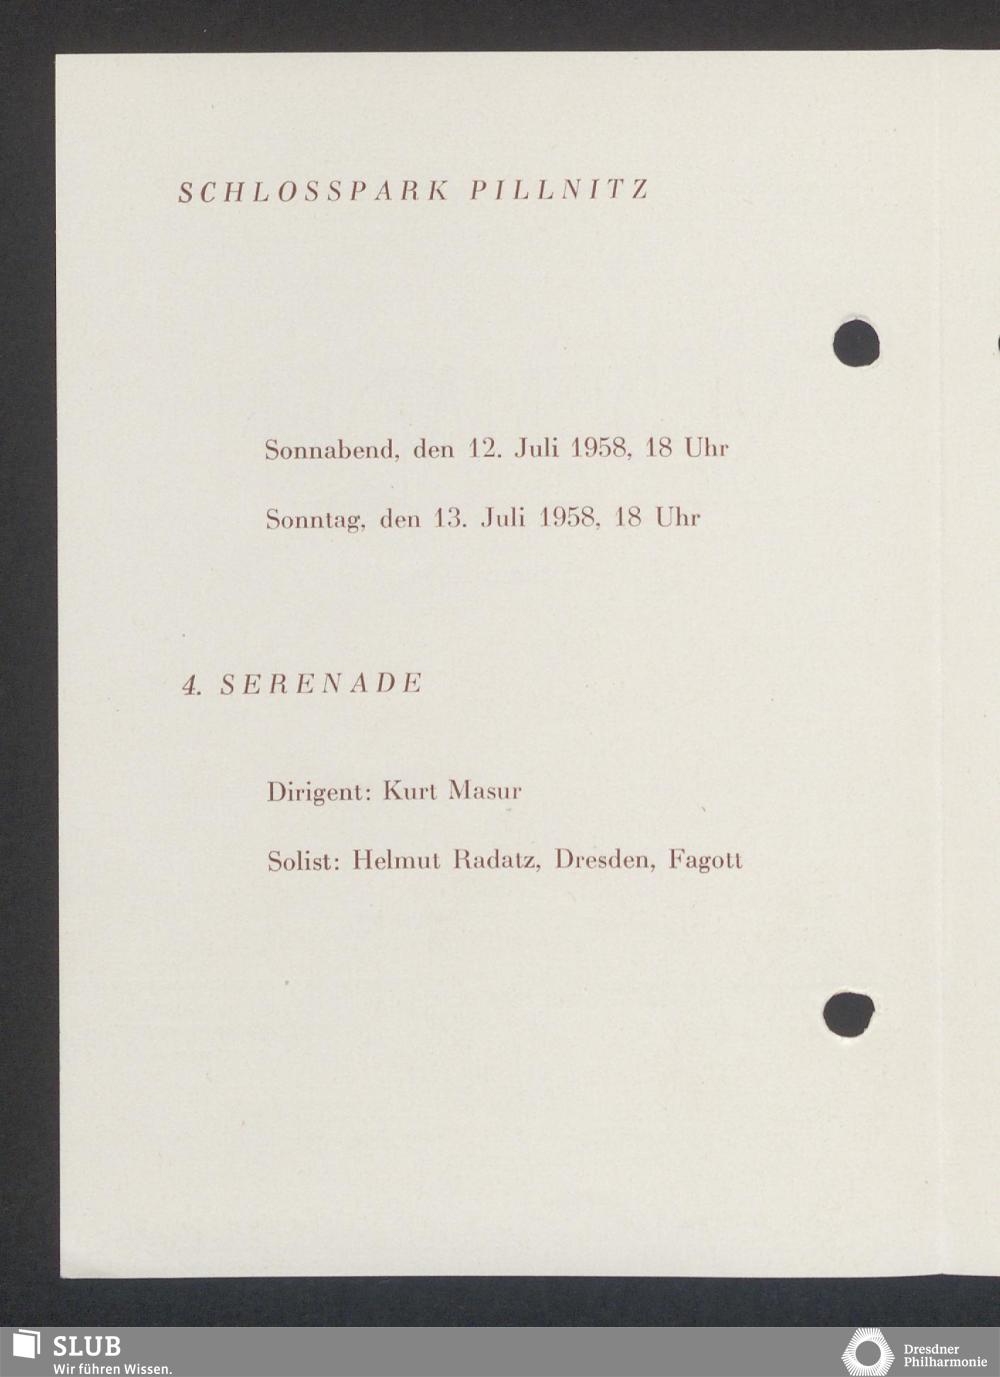 SCHLOSSPARK PILLNITZ
Sonnabend, den 12. Juli 1958, 18 Uhr
Sonntag, den 13. Juli 1958, 18 Uhr
4. SERENADE
Dirigent: Kurt Masur
Solist: Helmut Radatz, Dresden, Fagott
SLUB
Wir führen Wissen.
Dresdner
Philharmonie